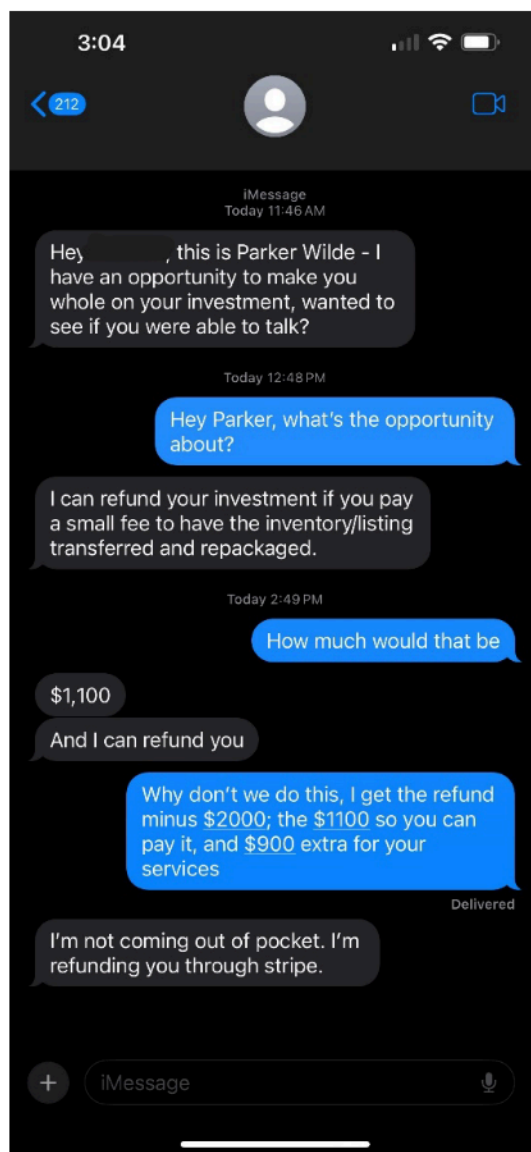 3:04
212
iMessage
Today 11:46 AM
Hey , this is Parker Wilde - I
have an opportunity to make you
whole on your investment, wanted to
see if you were able to talk?
Today 12:48 PM
Hey Parker, what's the opportunity
about?
I can refund your investment if you pay
a small fee to have the inventory/listing
transferred and repackaged.
Today 2:49 PM
How much would that be
$1,100
And I can refund you
Why don't we do this, I get the refund
minus $2000; the $1100 so you can
pay it, and $900 extra for your
services
Delivered
I'm not coming out of pocket. I'm
refunding you through stripe.
iMessage